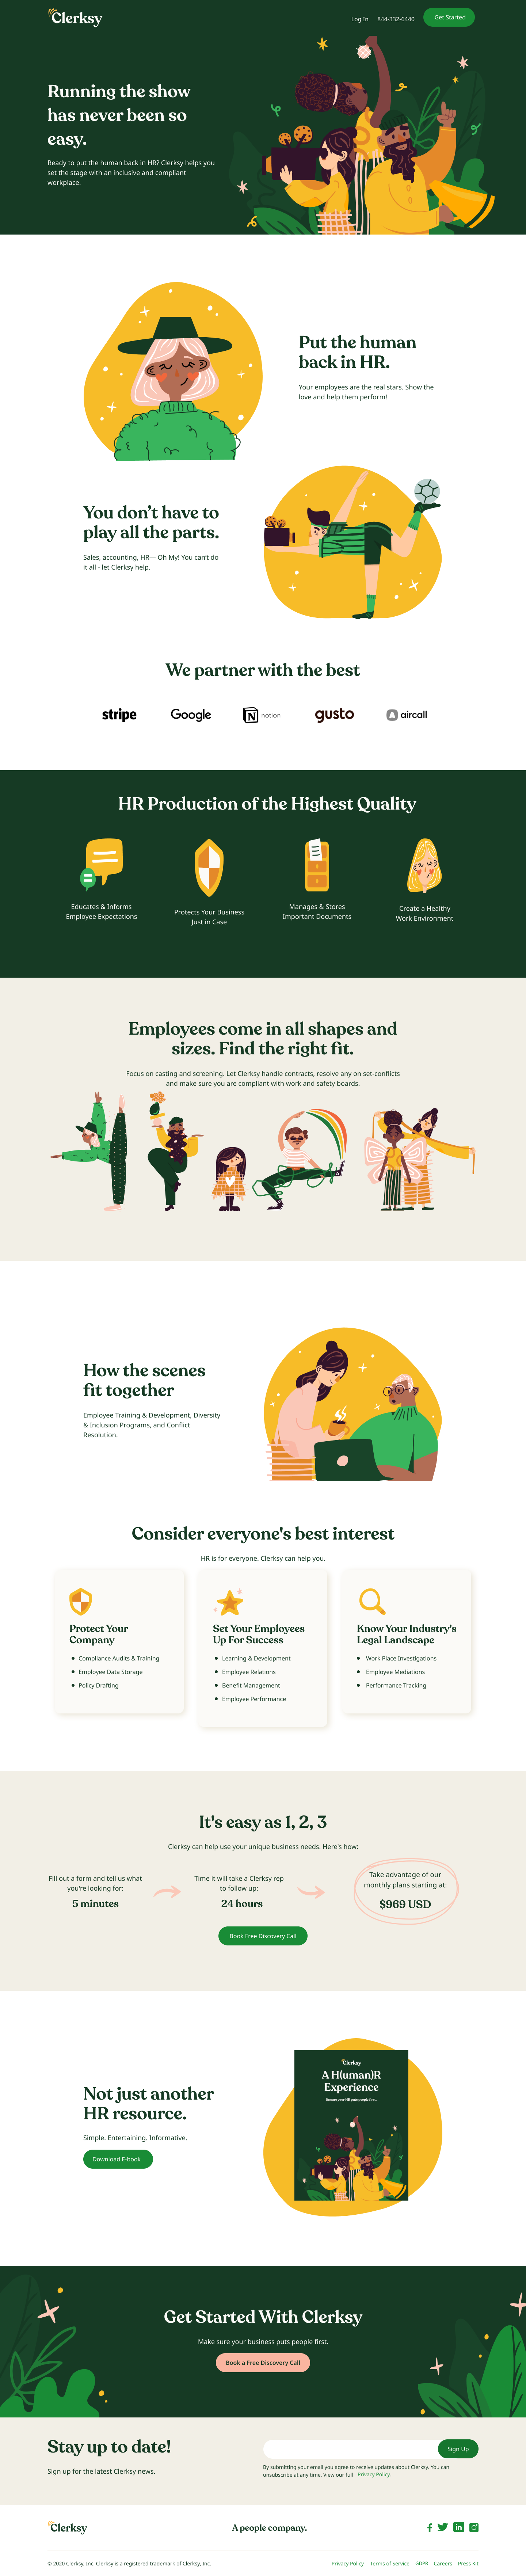 Clerksy
Log In 844-332-6440 Get Started
Running the show
has never been so
easy.
Ready to put the human back in HR? Clerksy helps you
set the stage with an inclusive and compliant
workplace.
Put the human
back in HR.
Your employees are the real stars. Show the
love and help them perform!
You don't have to
play all the parts.
Sales, accounting, HR— Oh My! You can't do
it all - let Clerksy help.
We partner with the best
stripe
Google
notion
gusto
aircall
HR Production of the Highest Quality
Educates & Informs
Employee Expectations
Protects Your Business
Just in Case
Manages & Stores
Important Documents
Create a Healthy
Work Environment
Employees come in all shapes and
sizes. Find the right fit.
Focus on casting and screening. Let Clerksy handle contracts, resolve any on set-conflicts
and make sure you are compliant with work and safety boards.
How the scenes
fit together
Employee Training & Development, Diversity
& Inclusion Programs, and Conflict
Resolution.
Consider everyone's best interest
HR is for everyone. Clerksy can help you.
Protect Your
Company
Compliance Audits & Training
Employee Data Storage
Policy Drafting
Set Your Employees
Up For Success
Learning & Development
Employee Relations
Benefit Management
Employee Performance
Know Your Industry's
Legal Landscape
Work Place Investigations
Employee Mediations
Performance Tracking
It's easy as 1, 2, 3
Clerksy can help use your unique business needs. Here's how:
Fill out a form and tell us what
you're looking for:
5 minutes
Time it will take a Clerksy rep
to follow up:
24 hours
Take advantage of our
monthly plans starting at:
$969 USD
Book Free Discovery Call
Not just another
HR resource.
Simple. Entertaining. Informative.
Download E-book
Clerksy
A H(uman)R
Experience
Ensure your HR puts people first.
Get Started With Clerksy
Make sure your business puts people first.
Book a Free Discovery Call
Stay up to date!
Sign up for the latest Clerksy news.
Sign Up
By submitting your email you agree to receive updates about Clerksy. You can
unsubscribe at any time. View our full Privacy Policy.
Clerksy
A people company.
© 2020 Clerksy, Inc. Clerksy is a registered trademark of Clerksy, Inc.
Privacy Policy Terms of Service GDPR Careers Press Kit